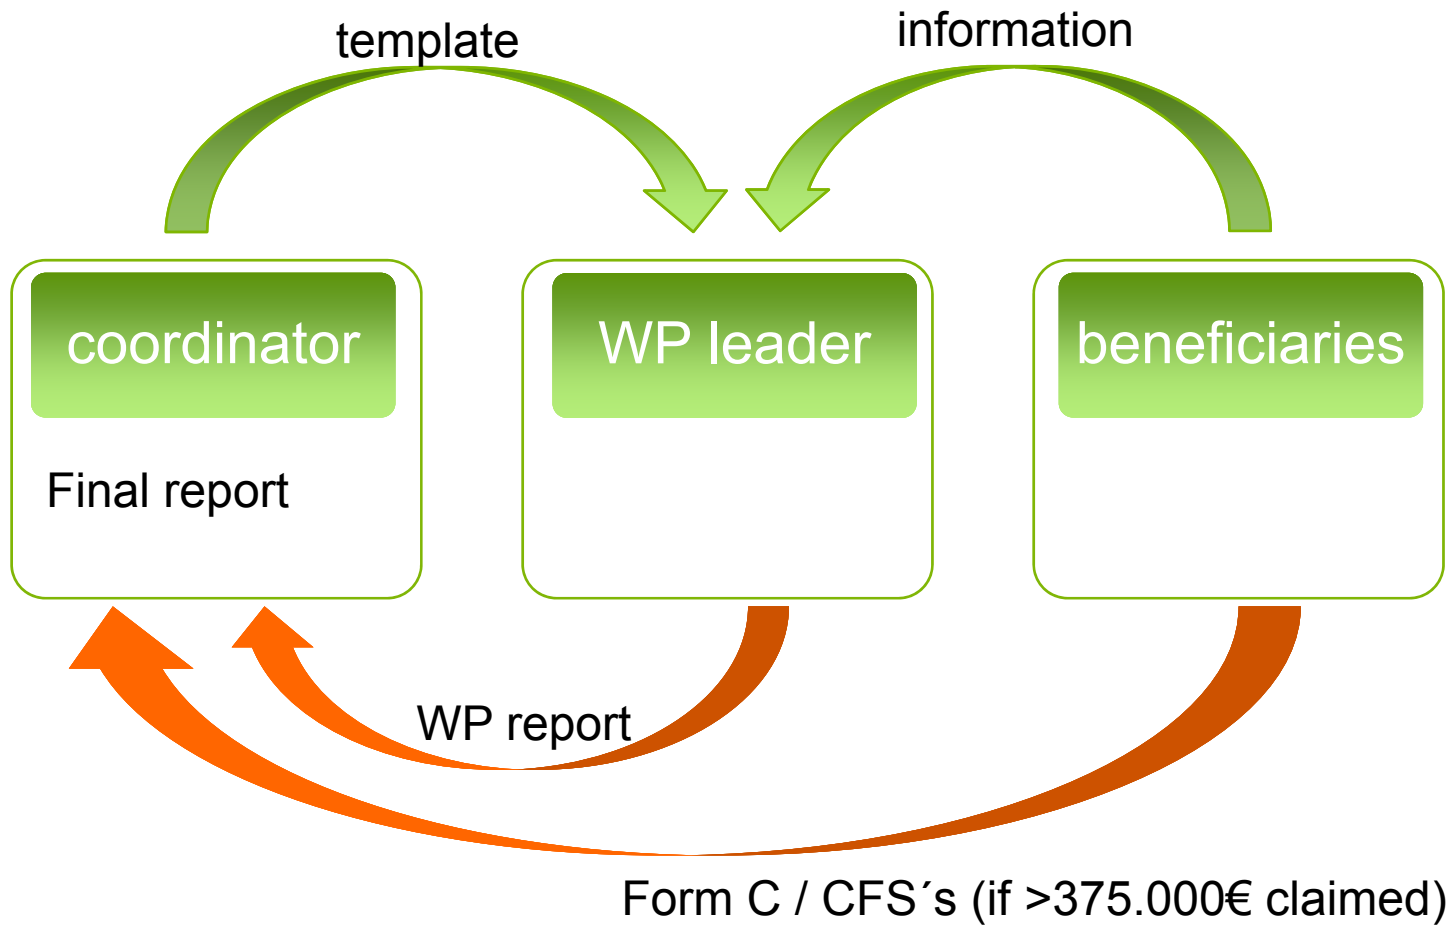 template
information
coordinator
WP leader
beneficiaries
Final report
WP report
Form C / CFS´s (if >375.000€ claimed)